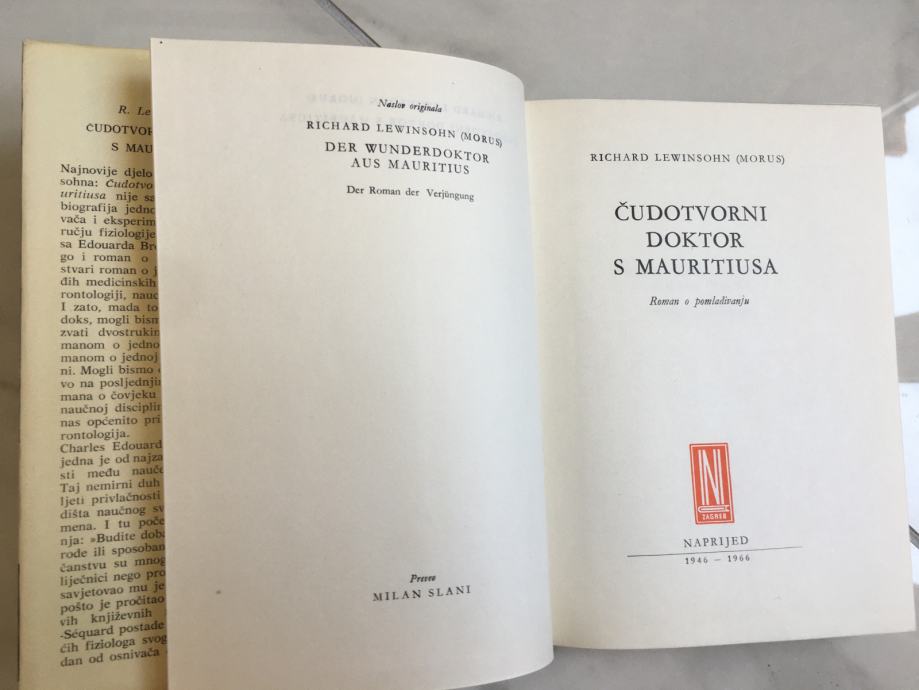 R. Le
ČUDOTVOR
S MAU
Najnovije djelo
sohna: Čudotvo
uritiusa nije sa
biografija jedno
vača i eksperim
ručju fiziologije
sa Edouarda Br
go i roman o
stvari roman o j
đih medicinskih
rontologiji, nauc
I zato, mada to
doks, mogli bism
zvati dvostrukin
manom o jedno
manom o jednoj
ni. Mogli bismo
vo na posljednjim
mana o čovjeku
naučnoj disciplin
nas općenito pri
rontologija.
Charles Edouard
jedna je od najza
sti među nauče
Taj nemirni duh
ljeti privlačnosti
dišta naučnog sv
mena. I tu poče
nja: »Budite doba
rode ili sposoban
čanstvu su mnog
liječnici nego pro
savjetovao mu je
pošto je pročitao
vih književnih
-Séquard postade
ćih fiziologa svog
dan od osnivača
Naslov originala
RICHARD LEWINSOHN (MORUS)
DER WUNDERDOKTOR
AUS MAURITIUS
Der Roman der Verjüngung
Preveo
MILAN SLANI
RICHARD LEWINSOHN (MORUS)
ČUDOTVORNI
DOKTOR
S MAURITIUSA
Roman o pomlađivanju
ZAGREB
NAPRIJED
1946 – 1966